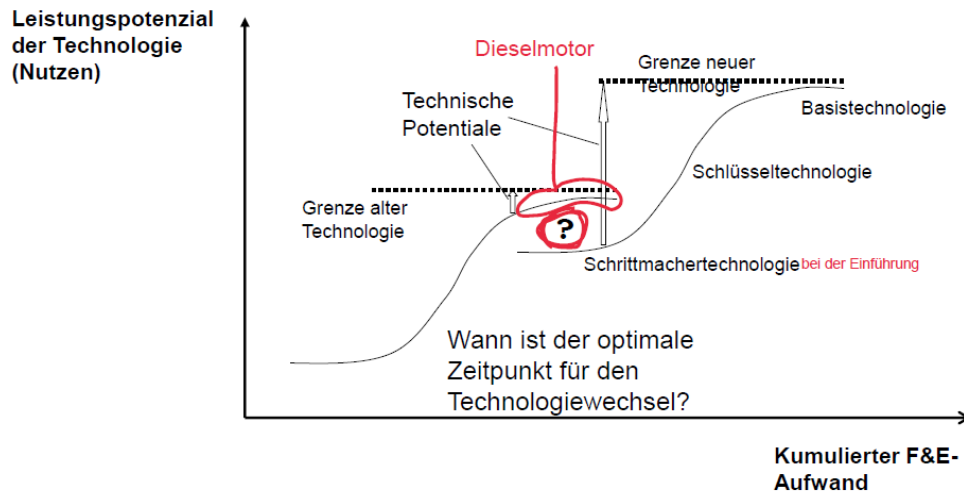 Leistungspotenzial
der Technologie
(Nutzen)
Dieselmotor
Grenze neuer
Technologie
Technische
Potentiale
Basistechnologie
Schlüsseltechnologie
Grenze alter
Technologie
?
Schrittmachertechnologie bei der Einführung
Wann ist der optimale
Zeitpunkt für den
Technologiewechsel?
Kumulierter F&E-
Aufwand